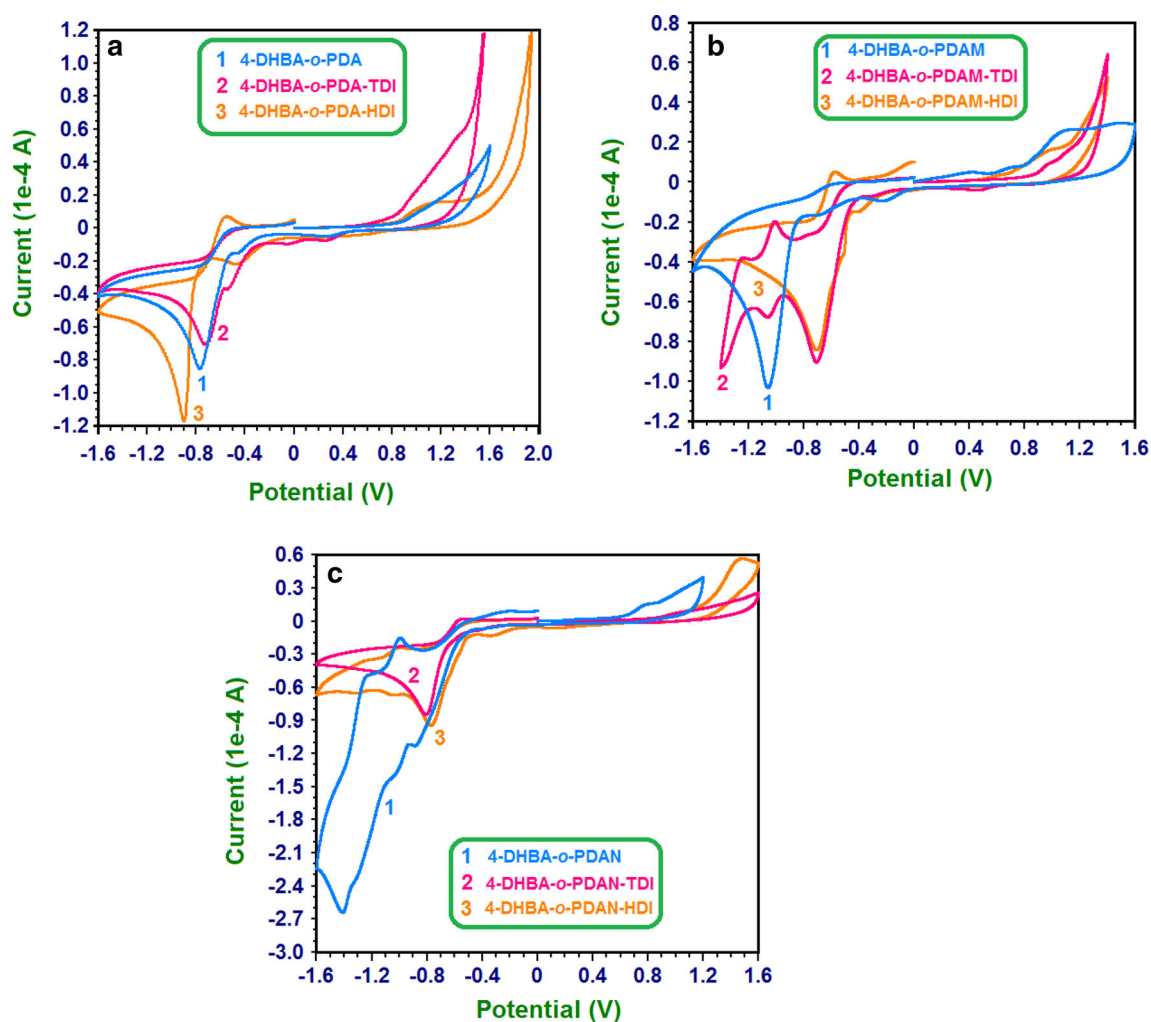 a
1 4-DHBA-o-PDA
2 4-DHBA-o-PDA-TDI
3 4-DHBA-o-PDA-HDI
Current (1e-4 A)
1.2
1.0
0.8
0.6
0.4
0.2
0
-0.2
-0.4
-0.6
-0.8
-1.0
-1.2
2
1
3
-1.6 -1.2 -0.8 -0.4 0 0.4 0.8 1.2 1.6 2.0
Potential (V)
b
1 4-DHBA-o-PDAM
2 4-DHBA-o-PDAM-TDI
3 4-DHBA-o-PDAM-HDI
Current (1e-4 A)
0.8
0.6
0.4
0.2
0
-0.2
-0.4
-0.6
-0.8
-1.0
-1.2
3
2
1
-1.6 -1.2 -0.8 -0.4 0 0.4 0.8 1.2 1.6
Potential (V)
c
Current (1e-4 A)
0.6
0.3
0
-0.3
-0.6
-0.9
-1.2
-1.5
-1.8
-2.1
-2.4
-2.7
-3.0
2
3
1
1 4-DHBA-o-PDAN
2 4-DHBA-o-PDAN-TDI
3 4-DHBA-o-PDAN-HDI
-1.6 -1.2 -0.8 -0.4 0 0.4 0.8 1.2 1.6
Potential (V)